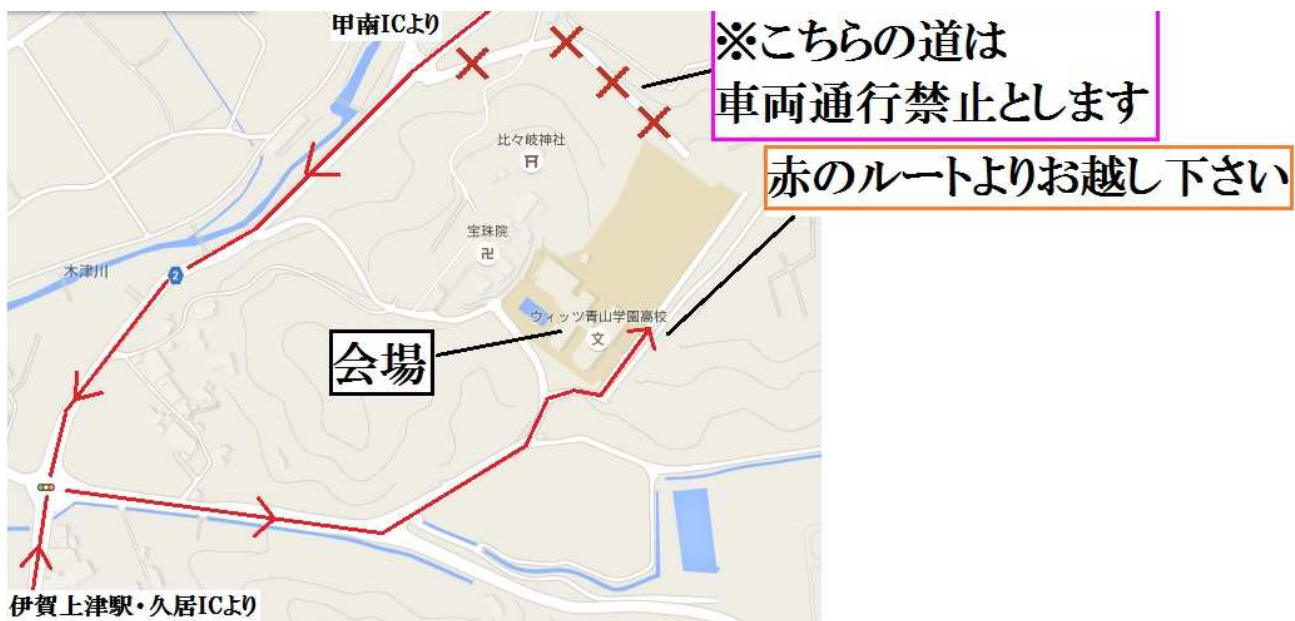 甲南ICより
※こちらの道は
車両通行禁止とします
比々岐神社
赤のルートよりお越し下さい
宝珠院
卍
木津川
2
ウィッツ青山学園高校
文
会場
伊賀上津駅・久居ICより